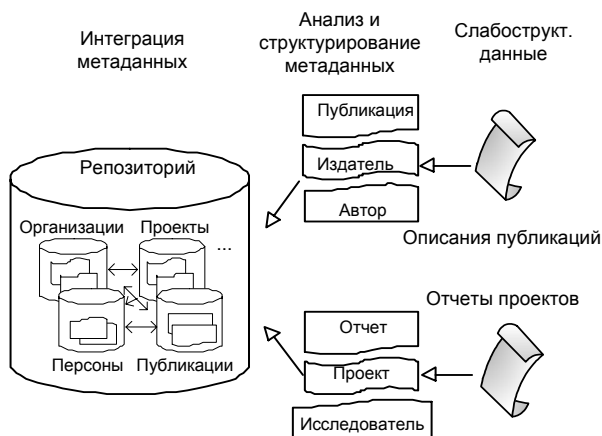 Интеграция
метаданных
Анализ и
структурирование
метаданных
Слабострукт.
данные
Репозиторий
Организации
Проекты
...
Персоны
Публикации
Публикация
Издатель
Автор
Описания публикаций
Отчеты проектов
Отчет
Проект
Исследователь